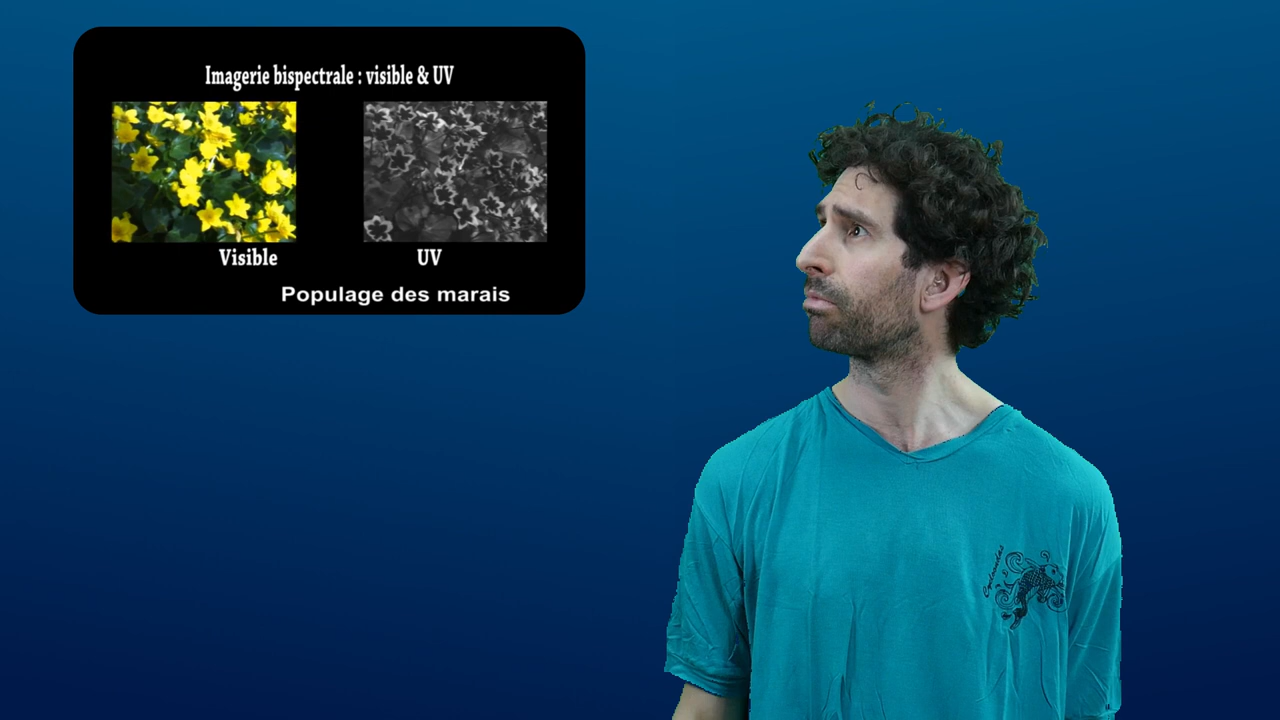 Imagerie bispectrale : visible & UV
Visible
UV
Populage des marais